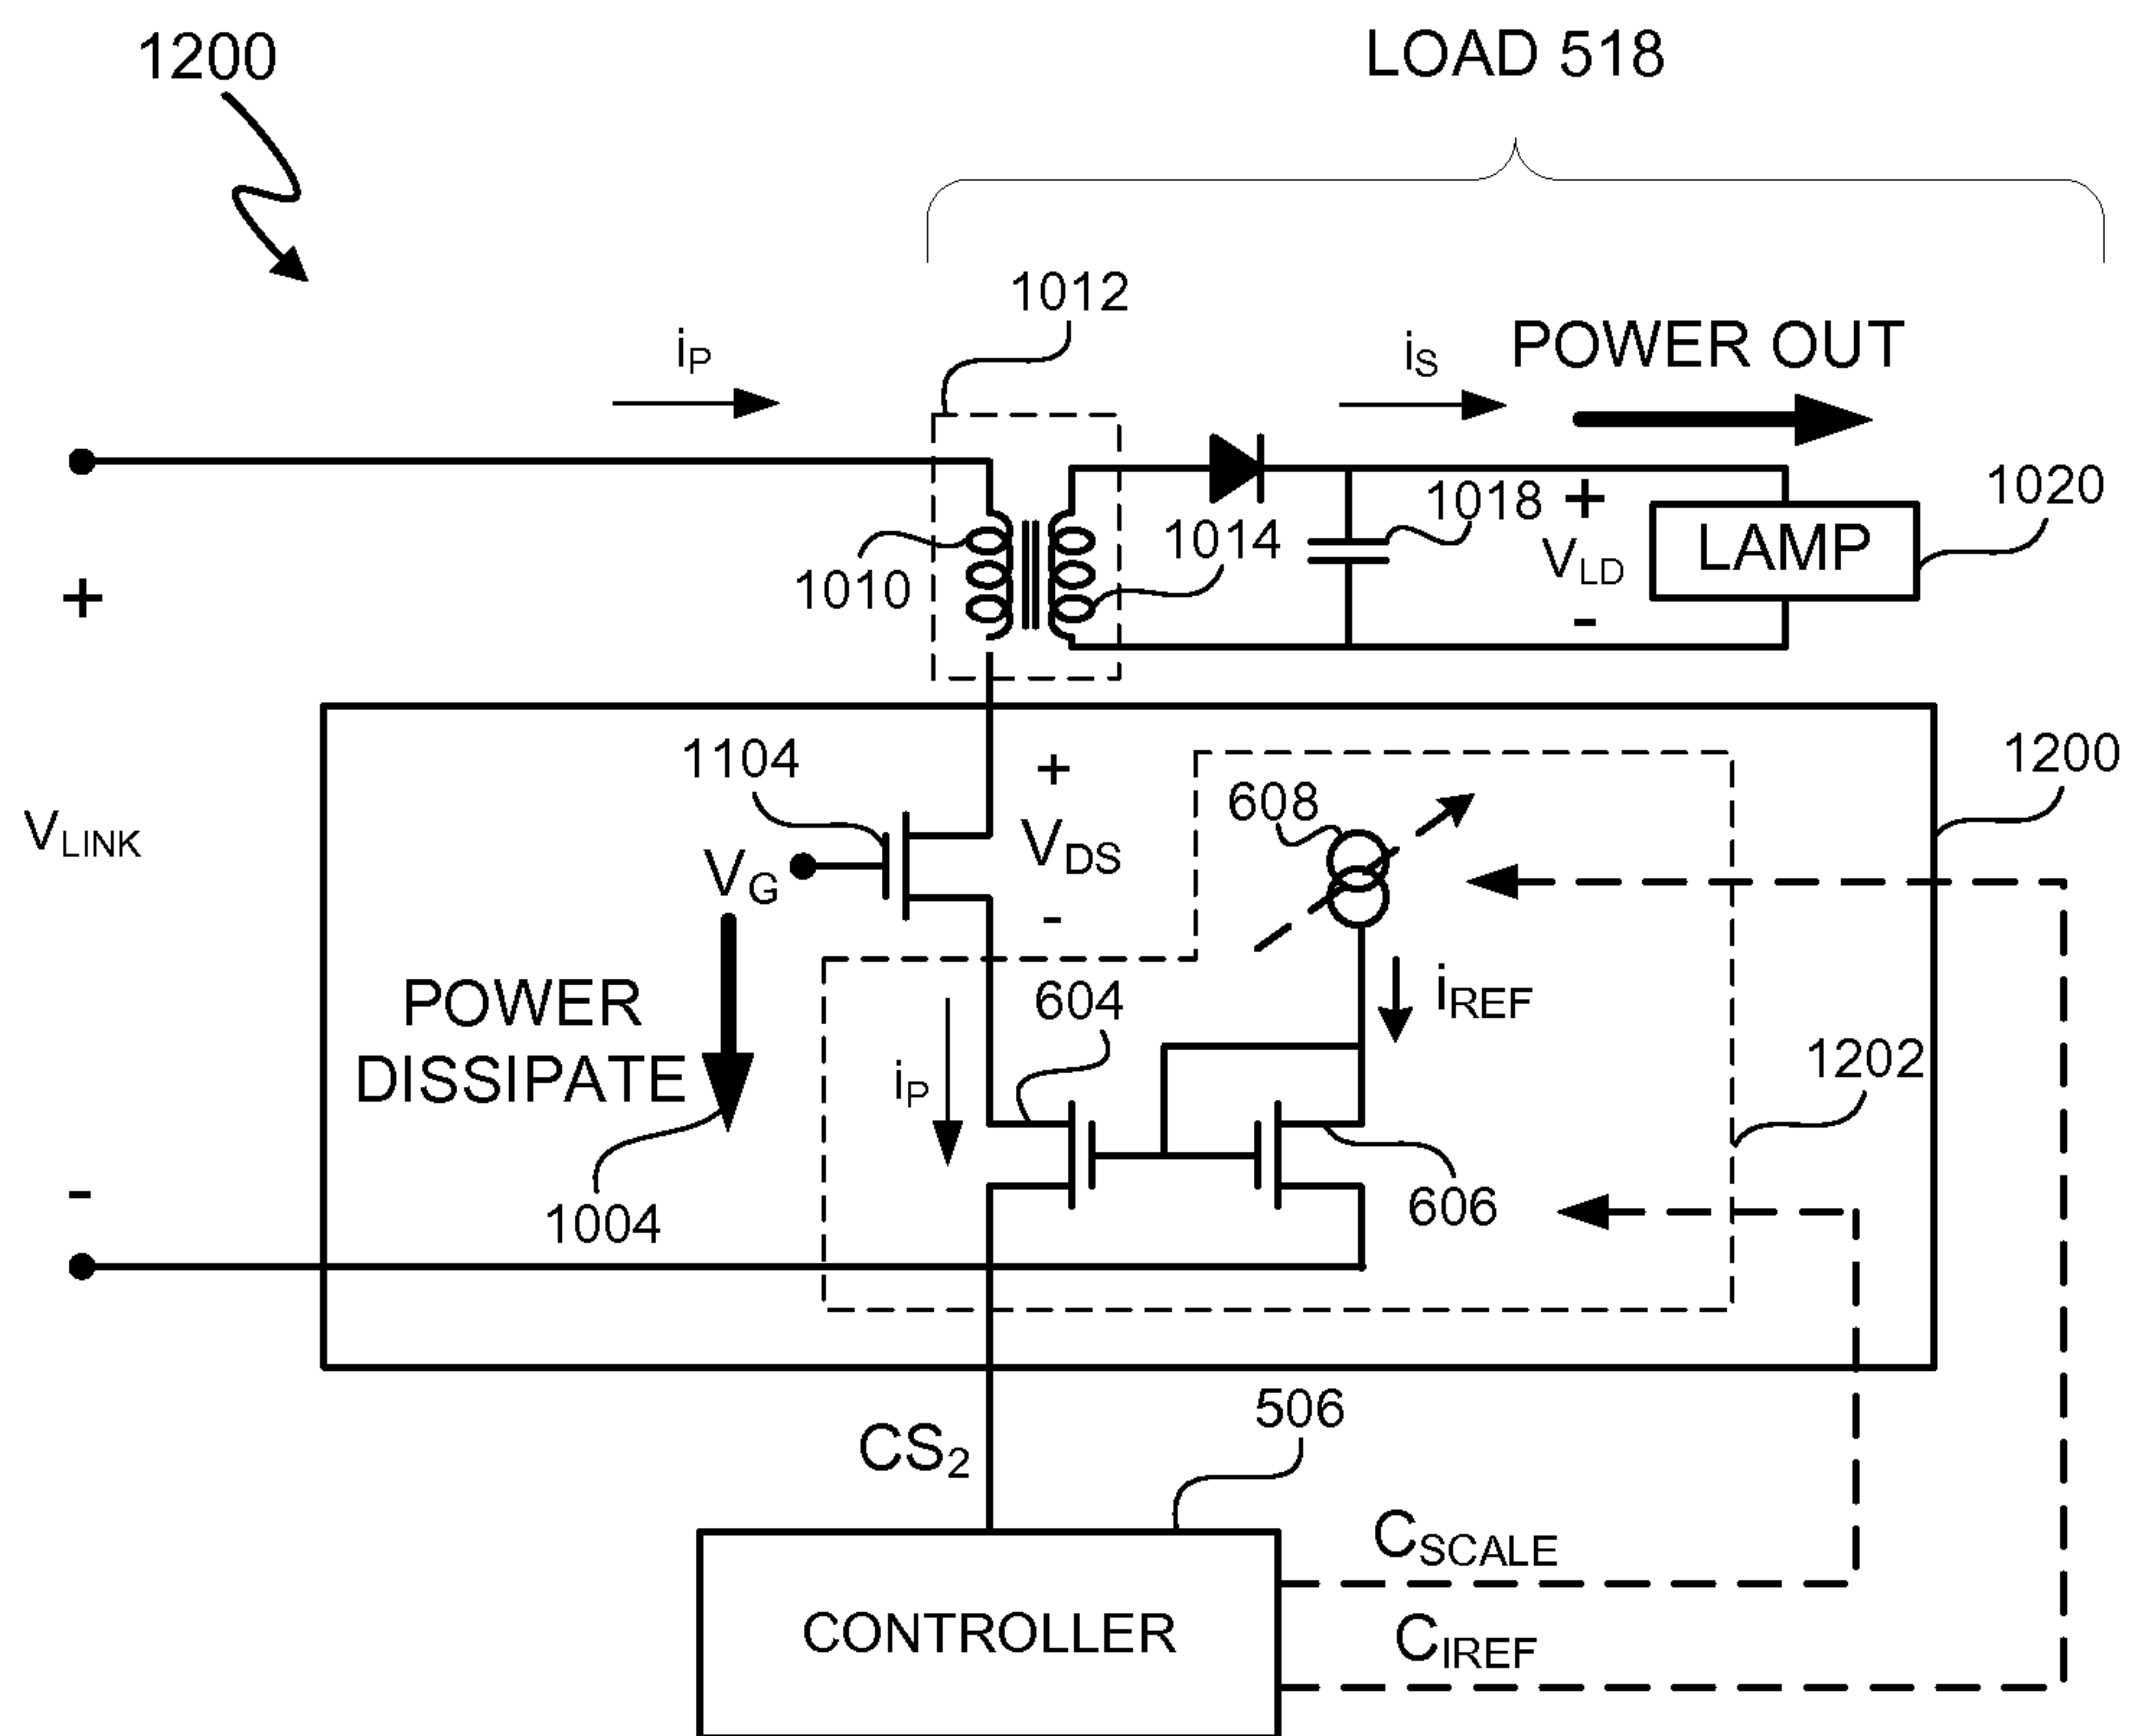 1200
LOAD 518
1012
iP
iS
POWER OUT
1010
1014
1018
+
VLD
-
LAMP
1020
+
VLINK
-
1104
VG
+
VDS
-
608
1200
POWER
DISSIPATE
1004
iP
604
iREF
606
1202
CS2
506
CONTROLLER
CSCALE
CIREF